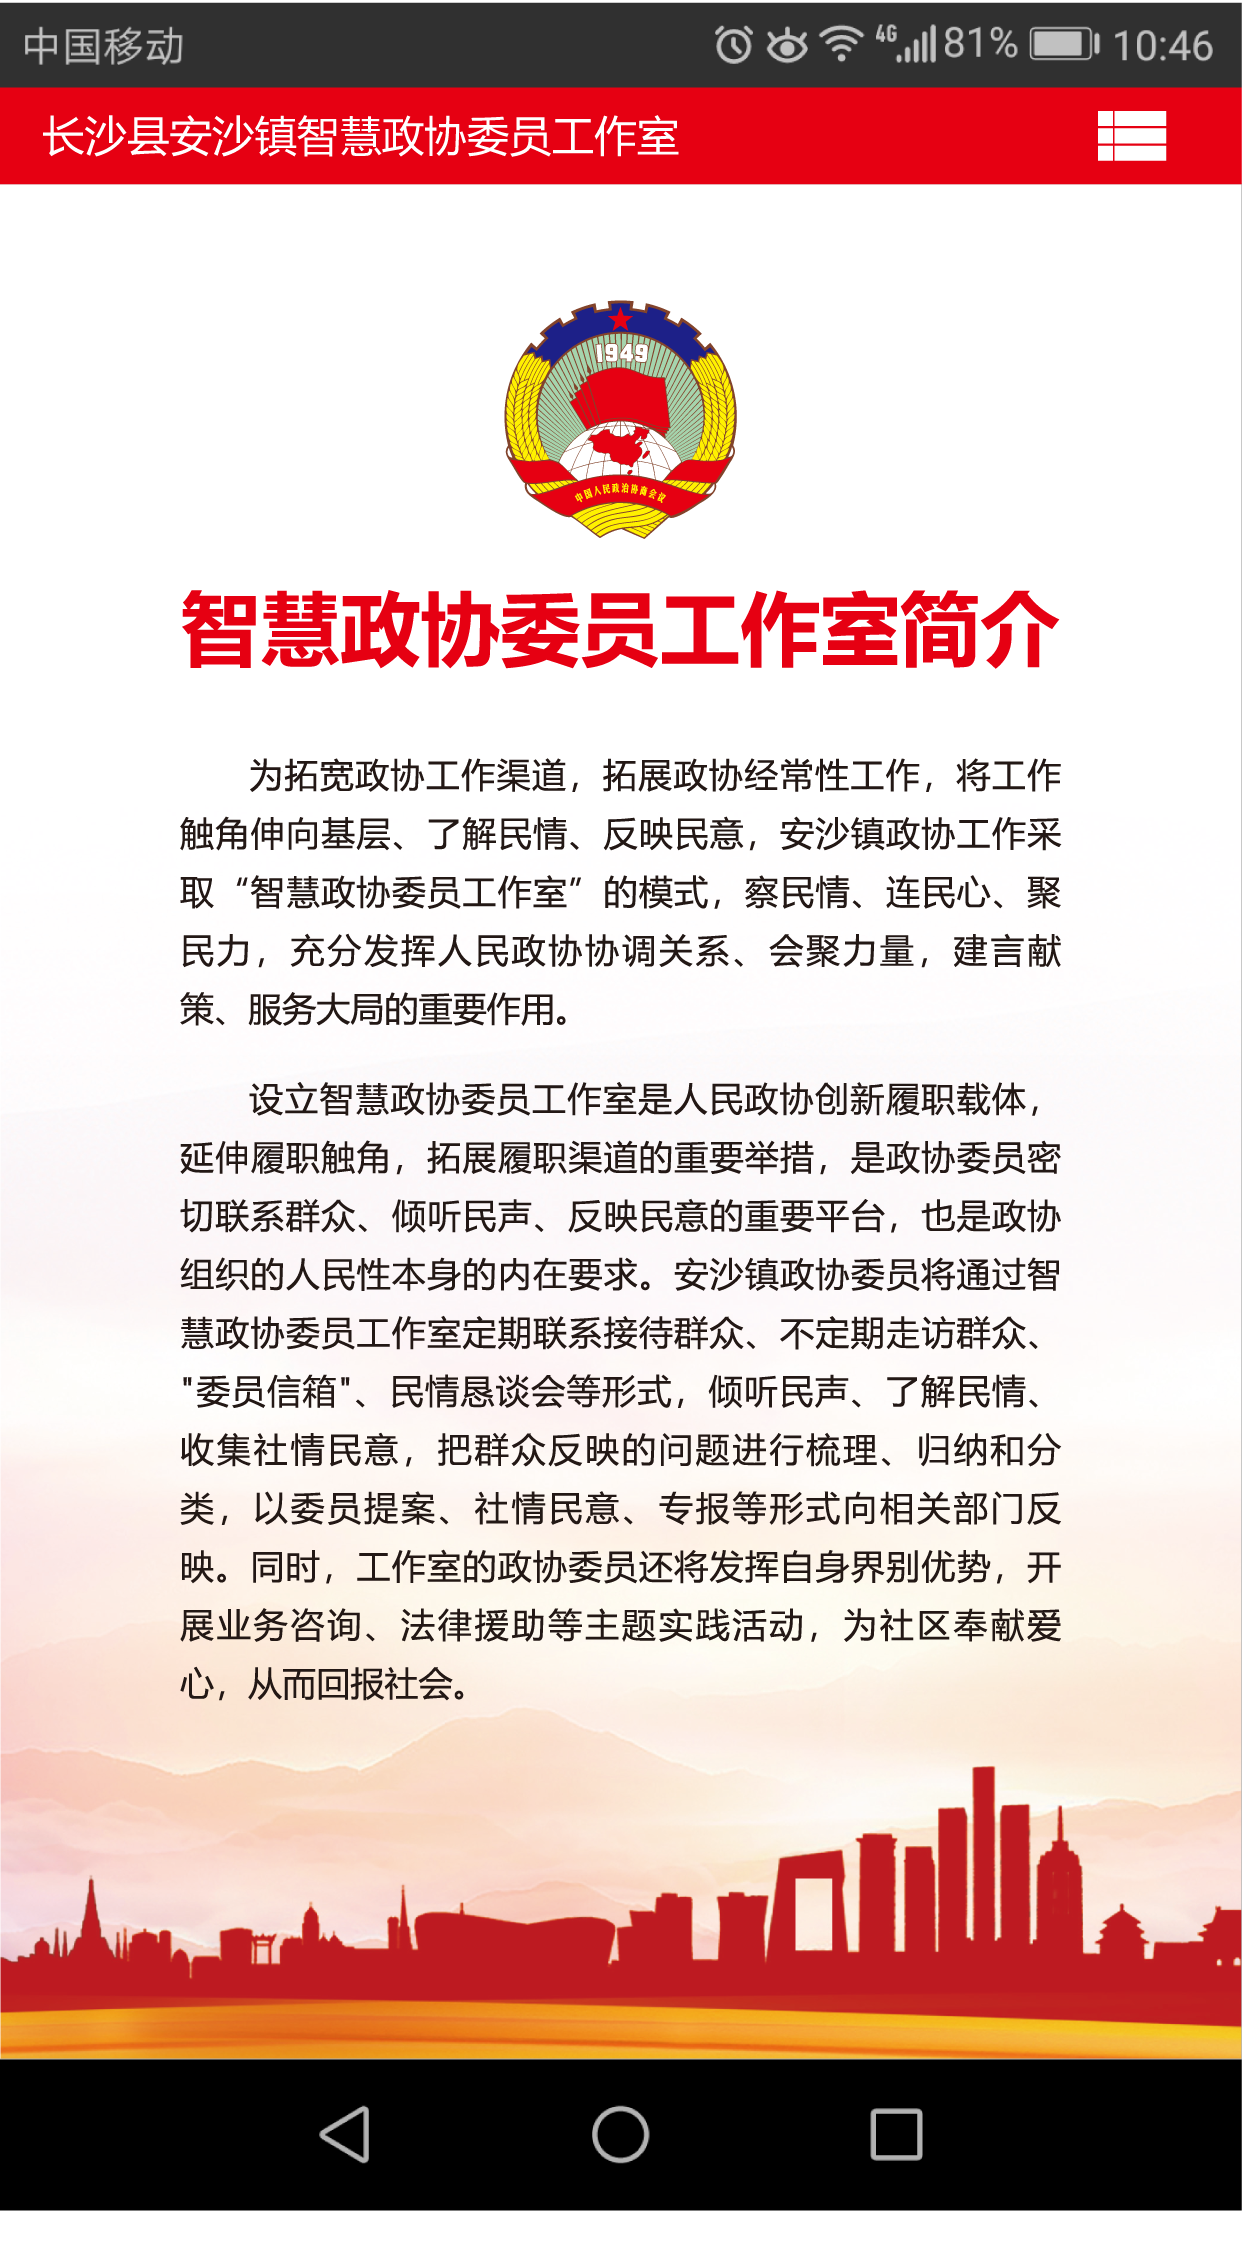 中国移动
4G 81% 10:46
长沙县安沙镇智慧政协委员工作室
1949
中国人民政治协商会议
智慧政协委员工作室简介
为拓宽政协工作渠道，拓展政协经常性工作，将工作
触角伸向基层、了解民情、反映民意，安沙镇政协工作采
取“智慧政协委员工作室”的模式，察民情、连民心、聚
民力，充分发挥人民政协协调关系、会聚力量，建言献
策、服务大局的重要作用。
设立智慧政协委员工作室是人民政协创新履职载体，
延伸履职触角，拓展履职渠道的重要举措，是政协委员密
切联系群众、倾听民声、反映民意的重要平台，也是政协
组织的人民性本身的内在要求。安沙镇政协委员将通过智
慧政协委员工作室定期联系接待群众、不定期走访群众、
"委员信箱"、民情恳谈会等形式，倾听民声、了解民情、
收集社情民意，把群众反映的问题进行梳理、归纳和分
类，以委员提案、社情民意、专报等形式向相关部门反
映。同时，工作室的政协委员还将发挥自身界别优势，开
展业务咨询、法律援助等主题实践活动，为社区奉献爱
心，从而回报社会。